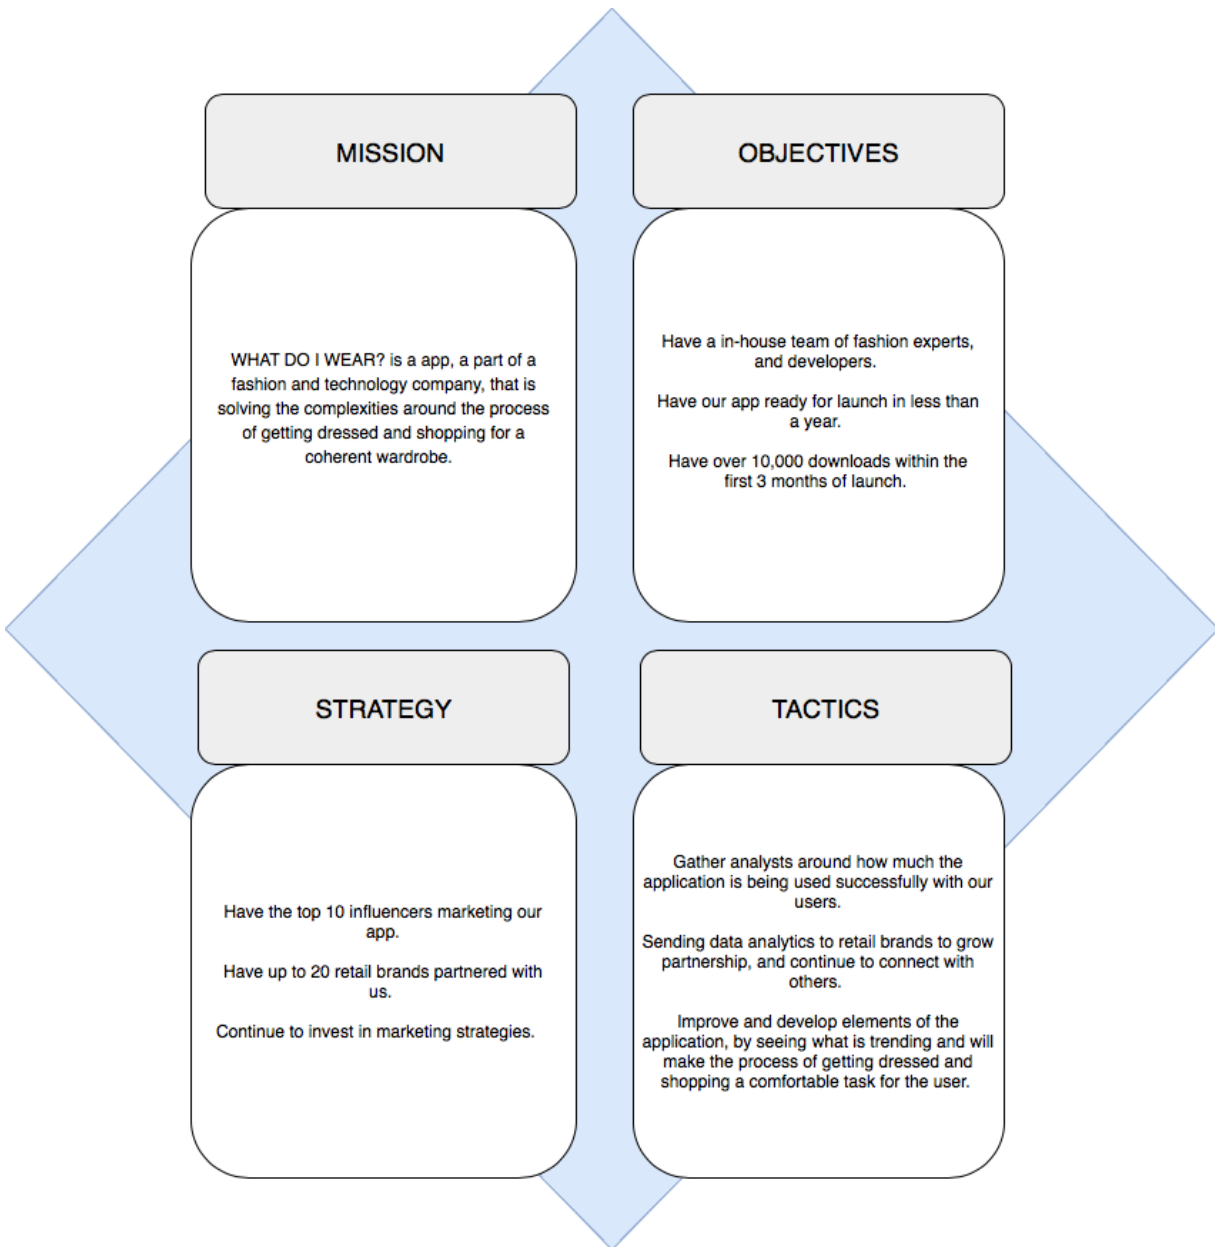 MISSION
WHAT DO I WEAR? is a app, a part of a
fashion and technology company, that is
solving the complexities around the process
of getting dressed and shopping for a
coherent wardrobe.
OBJECTIVES
Have a in-house team of fashion experts,
and developers.
Have our app ready for launch in less than
a year.
Have over 10,000 downloads within the
first 3 months of launch.
STRATEGY
Have the top 10 influencers marketing our
app.
Have up to 20 retail brands partnered with
us.
Continue to invest in marketing strategies.
TACTICS
Gather analysts around how much the
application is being used successfully with our
users.
Sending data analytics to retail brands to grow
partnership, and continue to connect with
others.
Improve and develop elements of the
application, by seeing what is trending and will
make the process of getting dressed and
shopping a comfortable task for the user.